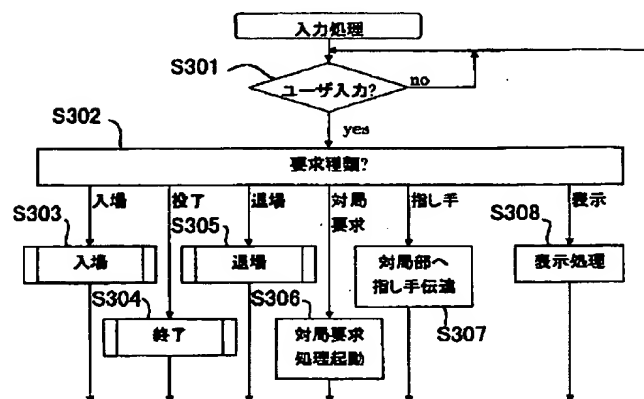 入力処理
S301
ユーザ入力?
no
S302
yes
要求種類?
入場
投了
退場
対局
要求
指し手
表示
S303
S305
S308
入場
退場
対局部へ
指し手伝達
表示処理
S304
S306
S307
終了
対局要求
処理起動